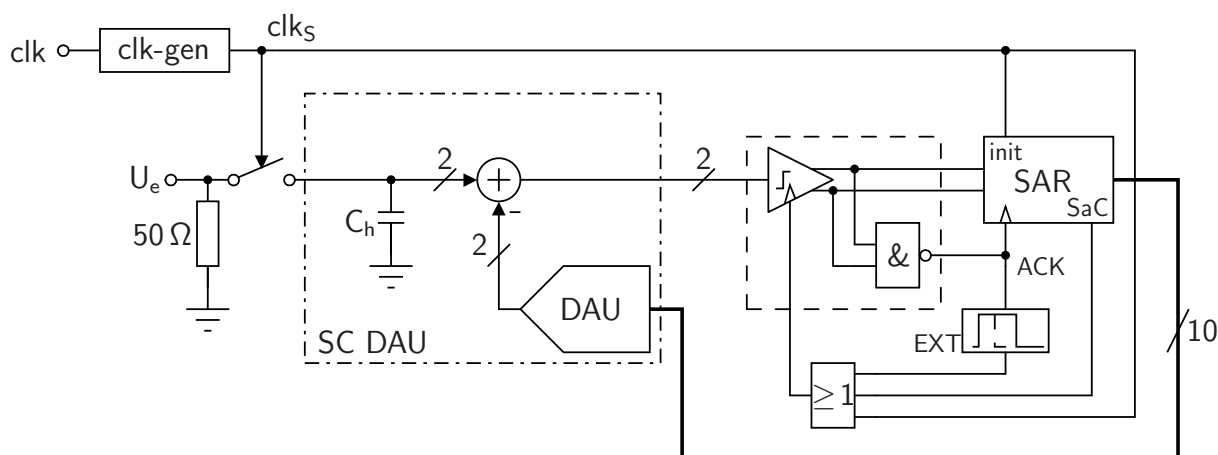 clk
clk-gen
clkS
Ue
50 Ω
Ch
2
+
-
2
DAU
SC DAU
2
&
init
SAR
SaC
ACK
EXT
≥ 1
10